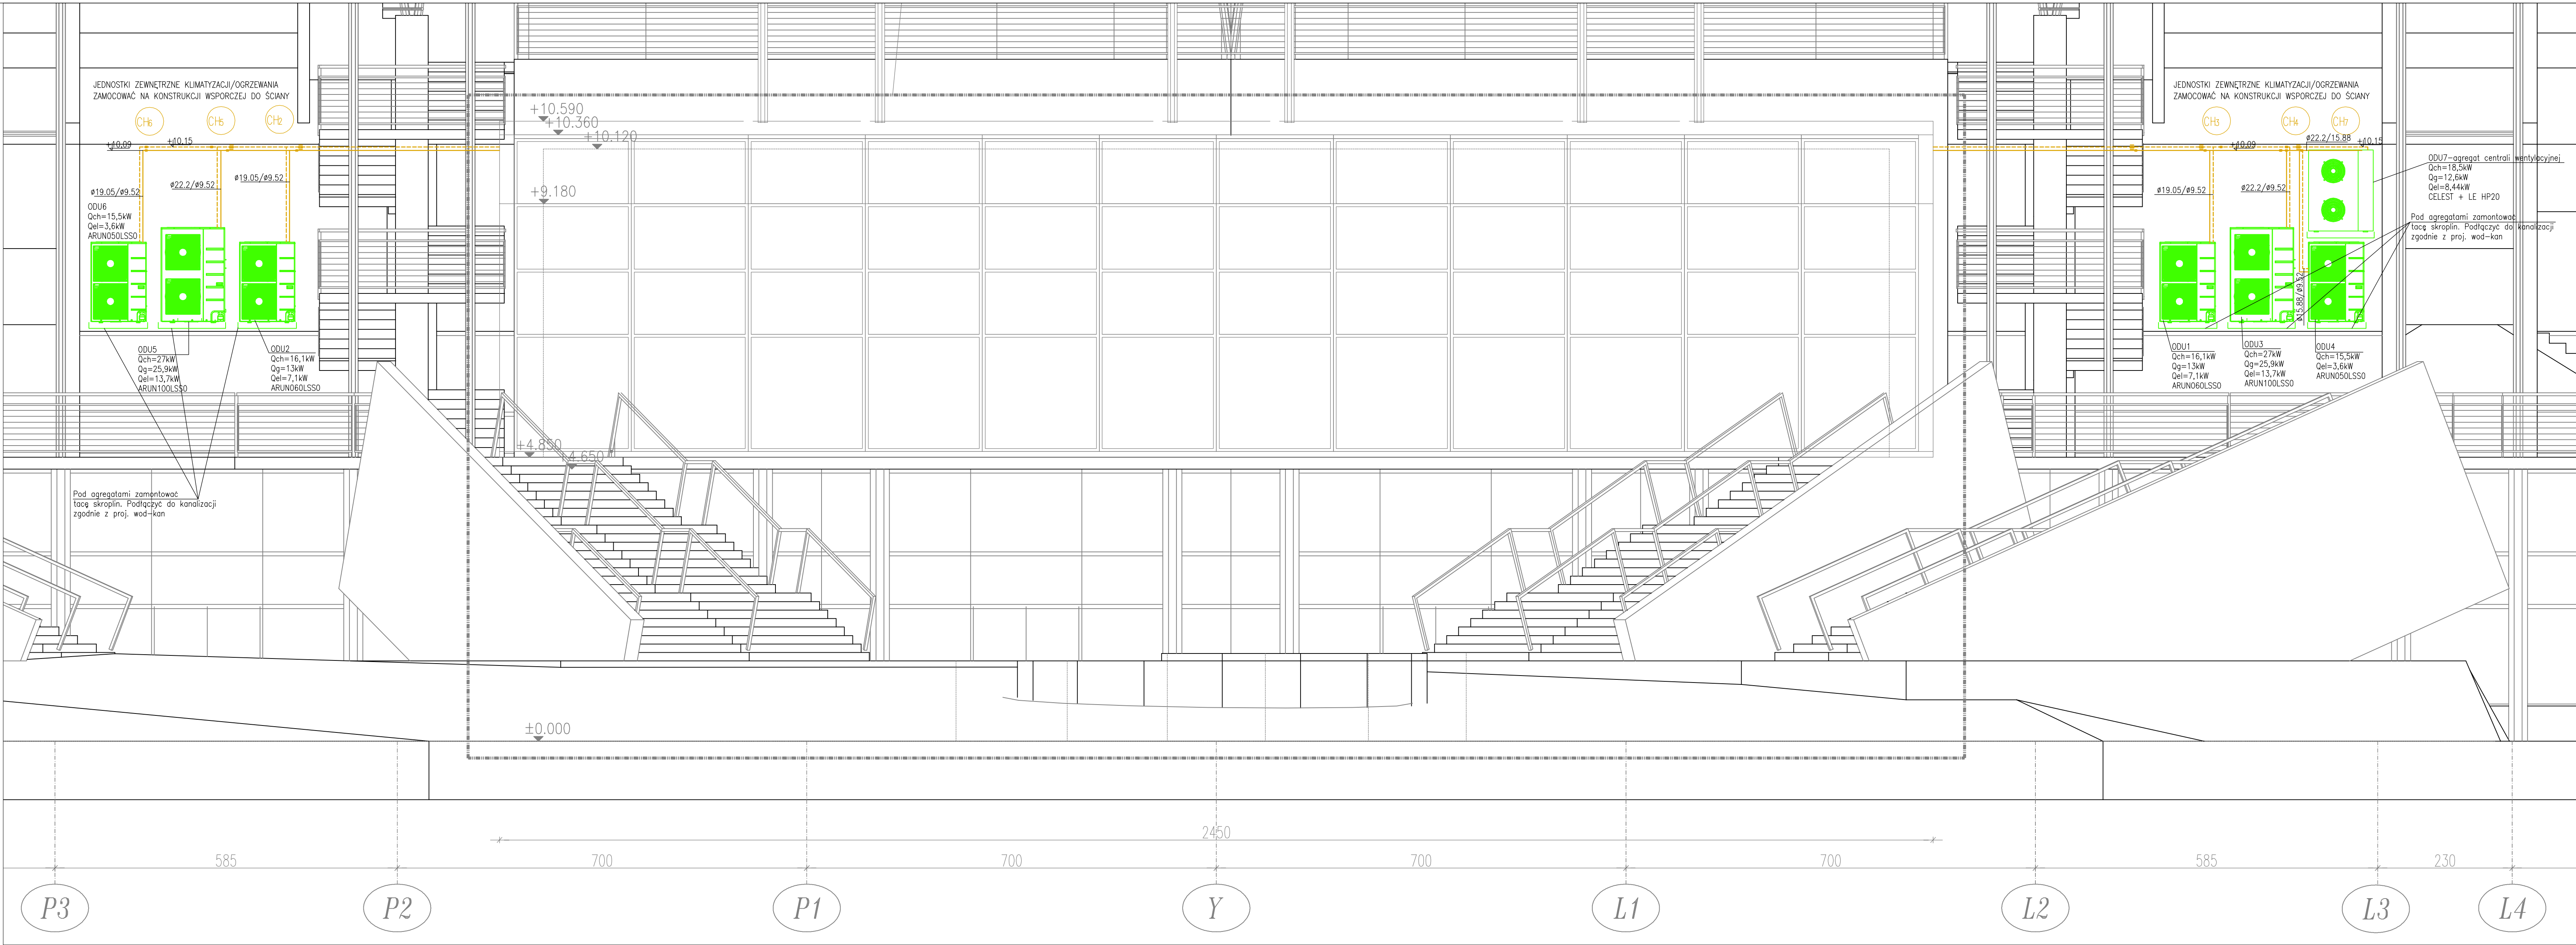 JEDNOSTKI ZEWNĘTRZNE KLIMATYZACJI/OGRZEWANIA
ZAMOCOWAĆ NA KONSTRUKCJI WSPORCZEJ DO ŚCIANY
CH6
CH5
CH2
+10.09
+10.15
ø19.05/ø9.52
ø22.2/ø9.52
ø19.05/ø9.52
ODU6
Qch=15,5kW
Qel=3,6kW
ARUN050LSS0
ODU5
Qch=27kW
Qg=25,9kW
Qel=13,7kW
ARUN100LSS0
ODU2
Qch=16,1kW
Qg=13kW
Qel=7,1kW
ARUN060LSS0
Pod agregatami zamontować
tacę skroplin. Podłączyć do kanalizacji
zgodnie z proj. wod-kan
+10.590
+10.360
+10.120
+9.180
+4.850
+4.650
±0.000
JEDNOSTKI ZEWNĘTRZNE KLIMATYZACJI/OGRZEWANIA
ZAMOCOWAĆ NA KONSTRUKCJI WSPORCZEJ DO ŚCIANY
CH3
CH4
CH7
ø22.2/15.88
+10.09
+10.15
ø19.05/ø9.52
ø22.2/ø9.52
ø15.88/ø9.52
ODU7-agregat centrali wentylacyjnej
Qch=18,5kW
Qg=12,6kW
Qel=8,44kW
CELEST + LE HP20
Pod agregatami zamontować
tacę skroplin. Podłączyć do kanalizacji
zgodnie z proj. wod-kan
ODU1
Qch=16,1kW
Qg=13kW
Qel=7,1kW
ARUN060LSS0
ODU3
Qch=27kW
Qg=25,9kW
Qel=13,7kW
ARUN100LSS0
ODU4
Qch=15,5kW
Qel=3,6kW
ARUN050LSS0
2450
585
700
700
700
700
585
230
P3
P2
P1
Y
L1
L2
L3
L4